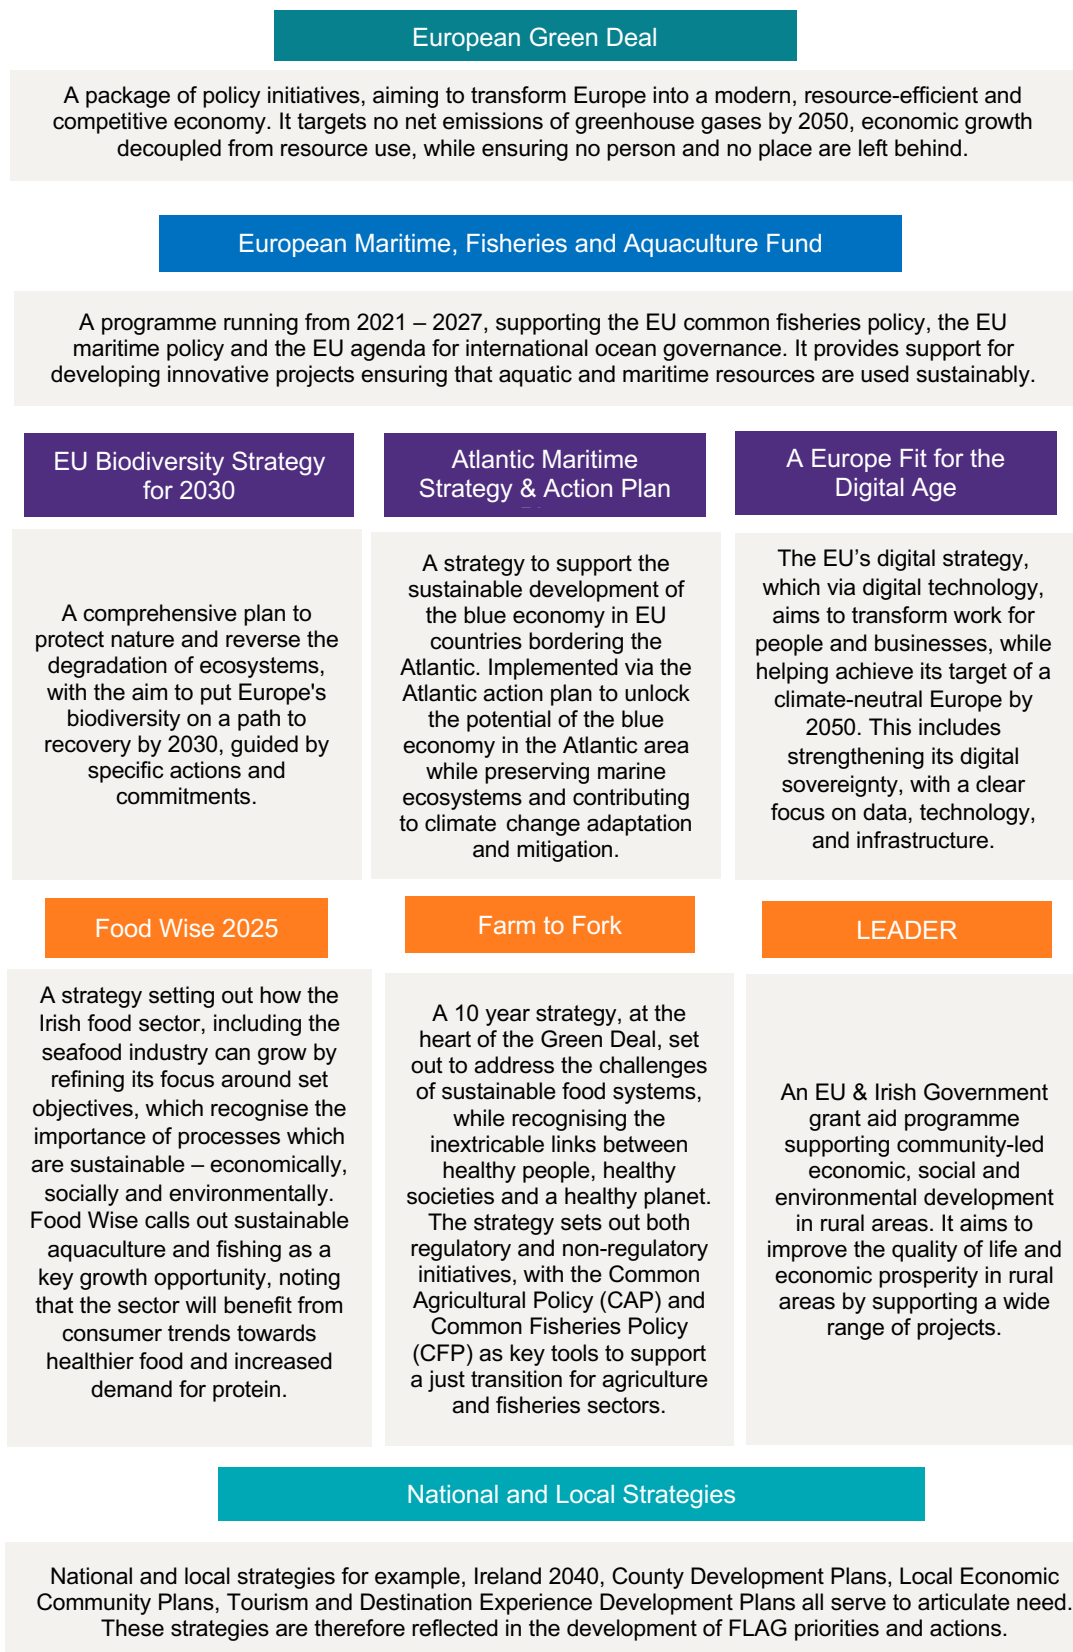 European Green Deal
A package of policy initiatives, aiming to transform Europe into a modern, resource-efficient and
competitive economy. It targets no net emissions of greenhouse gases by 2050, economic growth
decoupled from resource use, while ensuring no person and no place are left behind.
European Maritime, Fisheries and Aquaculture Fund
A programme running from 2021 – 2027, supporting the EU common fisheries policy, the EU
maritime policy and the EU agenda for international ocean governance. It provides support for
developing innovative projects ensuring that aquatic and maritime resources are used sustainably.
EU Biodiversity Strategy
for 2030
A comprehensive plan to
protect nature and reverse the
degradation of ecosystems,
with the aim to put Europe's
biodiversity on a path to
recovery by 2030, guided by
specific actions and
commitments.
Atlantic Maritime
Strategy & Action Plan
A strategy to support the
sustainable development of
the blue economy in EU
countries bordering the
Atlantic. Implemented via the
Atlantic action plan to unlock
the potential of the blue
economy in the Atlantic area
while preserving marine
ecosystems and contributing
to climate change adaptation
and mitigation.
A Europe Fit for the
Digital Age
The EU’s digital strategy,
which via digital technology,
aims to transform work for
people and businesses, while
helping achieve its target of a
climate-neutral Europe by
2050. This includes
strengthening its digital
sovereignty, with a clear
focus on data, technology,
and infrastructure.
Food Wise 2025
A strategy setting out how the
Irish food sector, including the
seafood industry can grow by
refining its focus around set
objectives, which recognise the
importance of processes which
are sustainable – economically,
socially and environmentally.
Food Wise calls out sustainable
aquaculture and fishing as a
key growth opportunity, noting
that the sector will benefit from
consumer trends towards
healthier food and increased
demand for protein.
Farm to Fork
A 10 year strategy, at the
heart of the Green Deal, set
out to address the challenges
of sustainable food systems,
while recognising the
inextricable links between
healthy people, healthy
societies and a healthy planet.
The strategy sets out both
regulatory and non-regulatory
initiatives, with the Common
Agricultural Policy (CAP) and
Common Fisheries Policy
(CFP) as key tools to support
a just transition for agriculture
and fisheries sectors.
LEADER
An EU & Irish Government
grant aid programme
supporting community-led
economic, social and
environmental development
in rural areas. It aims to
improve the quality of life and
economic prosperity in rural
areas by supporting a wide
range of projects.
National and Local Strategies
National and local strategies for example, Ireland 2040, County Development Plans, Local Economic
Community Plans, Tourism and Destination Experience Development Plans all serve to articulate need.
These strategies are therefore reflected in the development of FLAG priorities and actions.